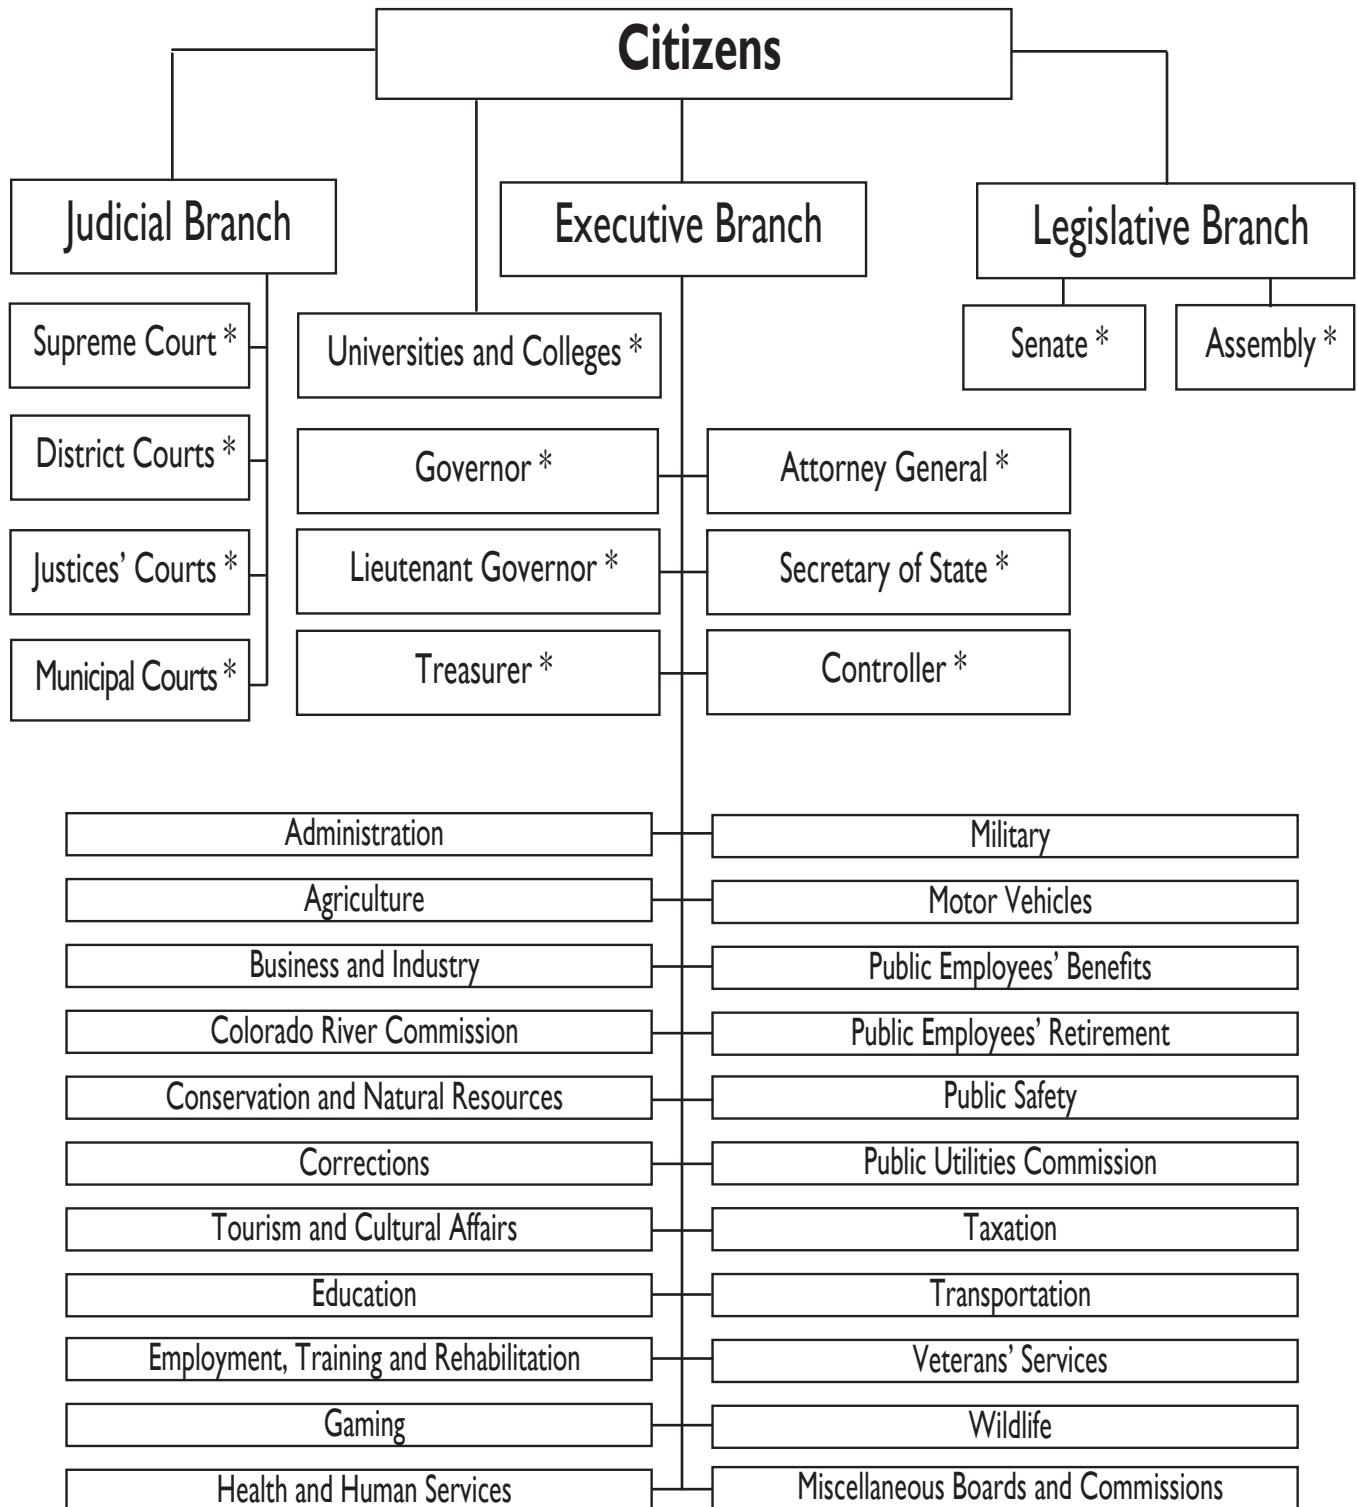 Citizens
Judicial Branch
Executive Branch
Legislative Branch
Supreme Court *
Universities and Colleges *
Senate *
Assembly *
District Courts *
Governor *
Attorney General *
Justices’ Courts *
Lieutenant Governor *
Secretary of State *
Municipal Courts *
Treasurer *
Controller *
Administration
Military
Agriculture
Motor Vehicles
Business and Industry
Public Employees’ Benefits
Colorado River Commission
Public Employees’ Retirement
Conservation and Natural Resources
Public Safety
Corrections
Public Utilities Commission
Tourism and Cultural Affairs
Taxation
Education
Transportation
Employment, Training and Rehabilitation
Veterans’ Services
Gaming
Wildlife
Health and Human Services
Miscellaneous Boards and Commissions